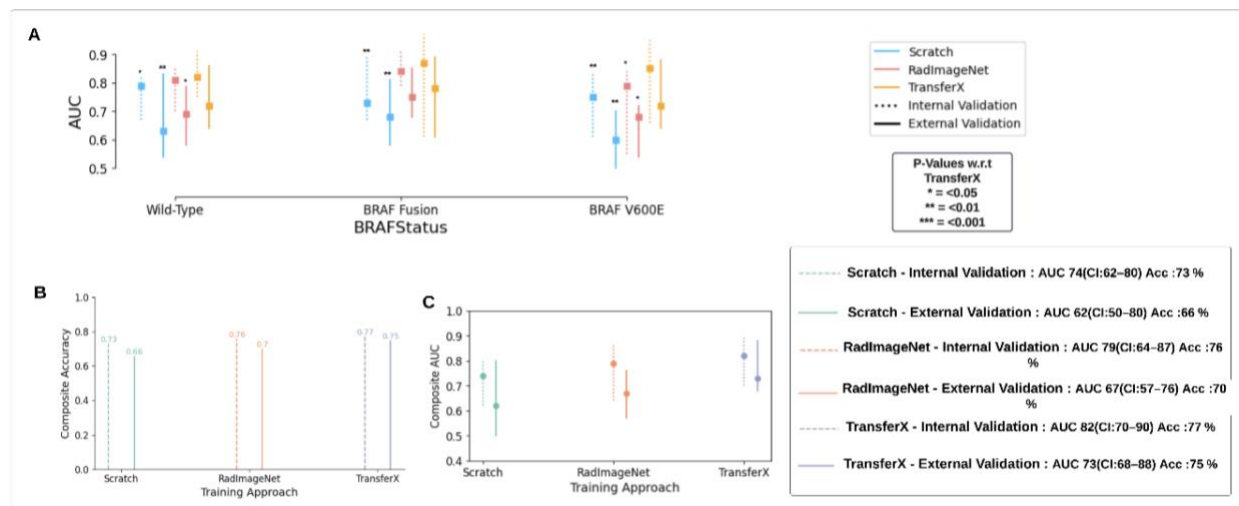 A
AUC
0.9
0.8
0.7
0.6
0.5
* ** *
** **
** ** * *
Wild-Type BRAF Fusion BRAF V600E
BRAFStatus
Scratch
RadImageNet
TransferX
Internal Validation
External Validation
P-Values w.r.t
TransferX
* = <0.05
** = <0.01
*** = <0.001
B
Composite Accuracy
1.0
0.8
0.6
0.4
0.2
0.0
0.73 0.66 0.76 0.7 0.77 0.75
Scratch RadImageNet TransferX
Training Approach
C
Composite AUC
1.0
0.9
0.8
0.7
0.6
0.5
0.4
Scratch RadImageNet TransferX
Training Approach
Scratch - Internal Validation : AUC 74(CI:62–80) Acc :73 %
Scratch - External Validation : AUC 62(CI:50–80) Acc :66 %
RadImageNet - Internal Validation : AUC 79(CI:64–87) Acc :76
%
RadImageNet - External Validation : AUC 67(CI:57–76) Acc :70
%
TransferX - Internal Validation : AUC 82(CI:70–90) Acc :77 %
TransferX - External Validation : AUC 73(CI:68–88) Acc :75 %